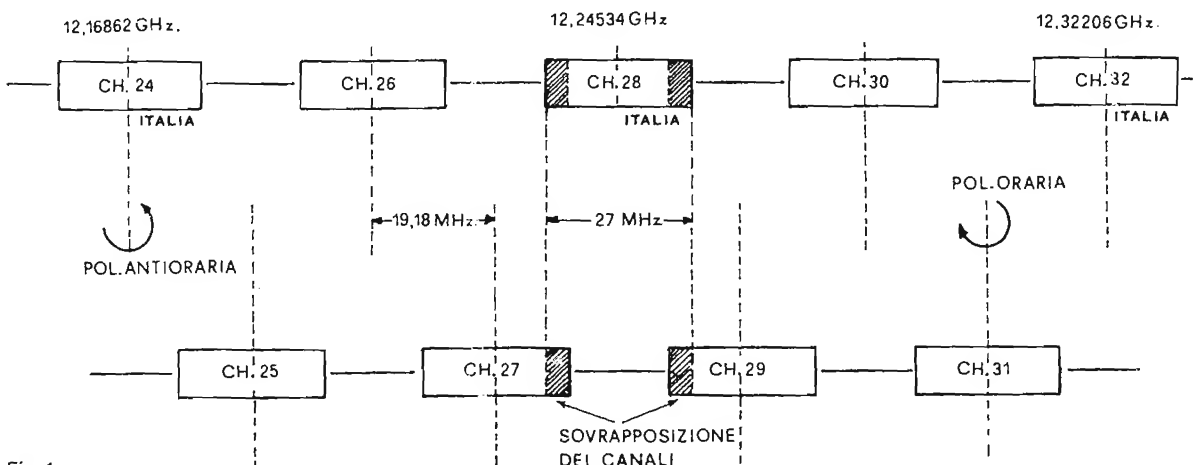 12,16862 GHz.
12,24534 GHz
12,32206 GHz.
CH. 24
CH. 26
CH. 28
CH. 30
CH. 32
ITALIA
ITALIA
ITALIA
POL. ORARIA
19,18 MHz.
27 MHz
POL. ANTIORARIA
CH. 25
CH. 27
CH. 29
CH. 31
SOVRAPPOSIZIONE
DEI CANALI